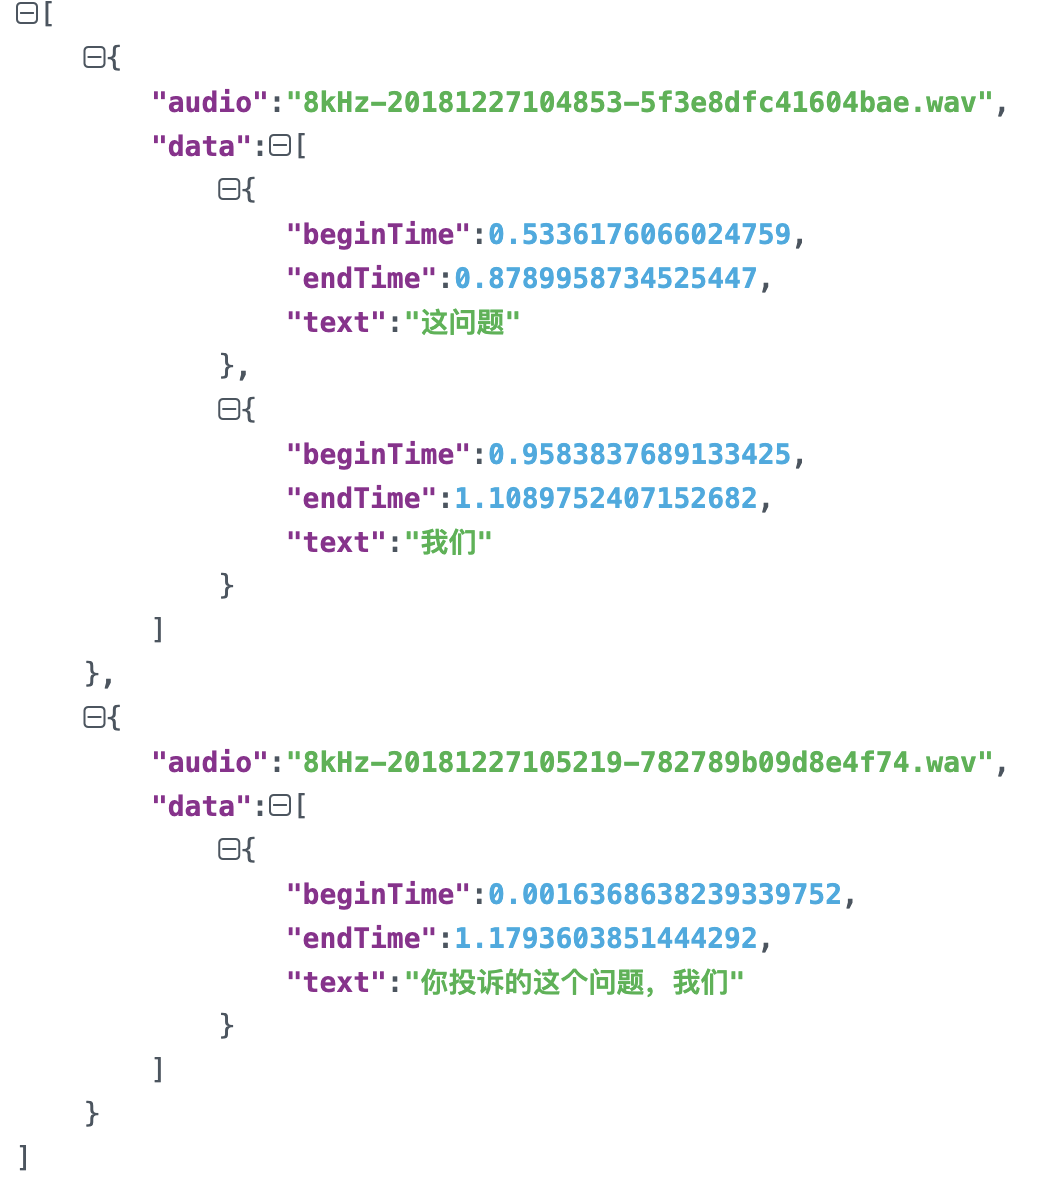 [
{
"audio":"8kHz-20181227104853-5f3e8dfc41604bae.wav",
"data":[
{
"beginTime":0.5336176066024759,
"endTime":0.8789958734525447,
"text":"这问题"
},
{
"beginTime":0.9583837689133425,
"endTime":1.1089752407152682,
"text":"我们"
}
]
},
{
"audio":"8kHz-20181227105219-782789b09d8e4f74.wav",
"data":[
{
"beginTime":0.0016368638239339752,
"endTime":1.1793603851444292,
"text":"你投诉的这个问题，我们"
}
]
}
]